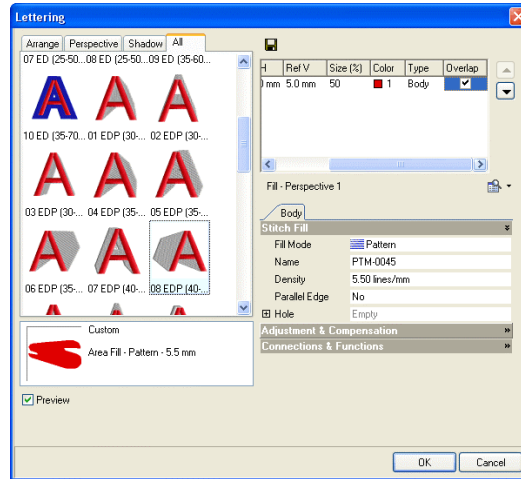 Lettering
Arrange Perspective Shadow All
07 ED (25-50... 08 ED (25-50... 09 ED (35-60...
10 ED (35-70... 01 EDP (30-... 02 EDP (30-...
03 EDP (30-... 04 EDP (35-... 05 EDP (35-...
06 EDP (35-... 07 EDP (40-... 08 EDP (40-...
Custom
Area Fill - Pattern - 5.5 mm
Preview
Ref V Size (%) Color Type Overlap
mm 5.0 mm 50 1 Body
Fill - Perspective 1
Body
Stitch Fill
Fill Mode Pattern
Name PTM-0045
Density 5.50 lines/mm
Parallel Edge No
Hole Empty
Adjustment & Compensation
Connections & Functions
OK Cancel